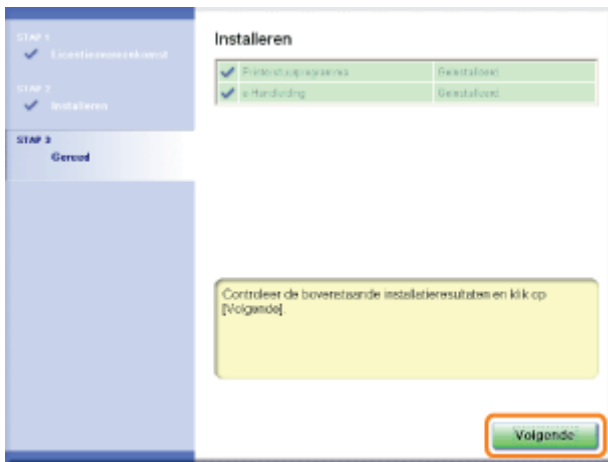 STAP 1
Licentieovereenkomst
STAP 2
Installeren
STAP 3
Gereed
Installeren
Printerstuurprogramma Geïnstalleerd
e-Handleiding Geïnstalleerd
Controleer de bovenstaande installatieresultaten en klik op
[Volgende].
Volgende